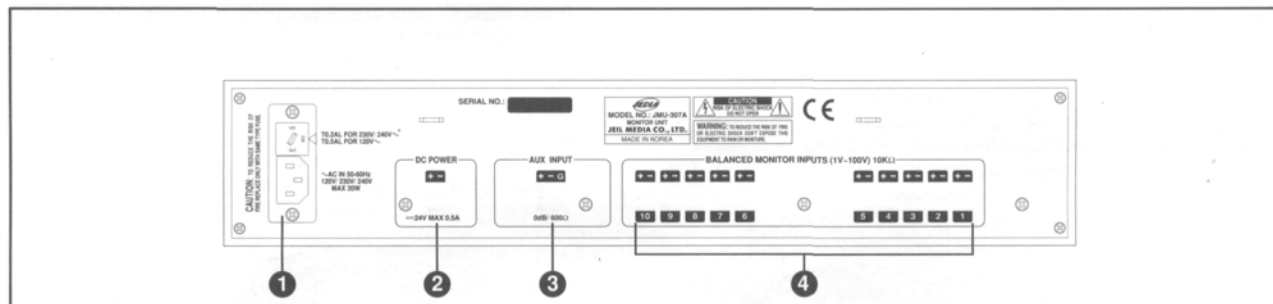 CAUTION: TO REDUCE THE RISK OF
FIRE REPLACE ONLY WITH SAME TYPE FUSE.
T0.2AL FOR 230V/ 240V~
T0.5AL FOR 120V~
~AC IN 50-60Hz
120V/ 230V/ 240V
MAX 20W
SERIAL NO.:
JEDIA
MODEL NO.: JMU-307A
MONITOR UNIT
JEIL MEDIA CO., LTD.
MADE IN KOREA
CAUTION
RISK OF ELECTRIC SHOCK
DO NOT OPEN
WARNING: TO REDUCE THE RISK OF FIRE
OR ELECTRIC SHOCK DON'T EXPOSE THIS
EQUIPMENT TO RAIN OR MOISTURE.
CE
DC POWER
+ -
24V MAX 0.5A
AUX INPUT
+ - G
0dB/ 600Ω
BALANCED MONITOR INPUTS (1V~100V) 10KΩ
+ - + - + - + - + - + - + - + - + - + -
10 9 8 7 6 5 4 3 2 1
1 2 3 4